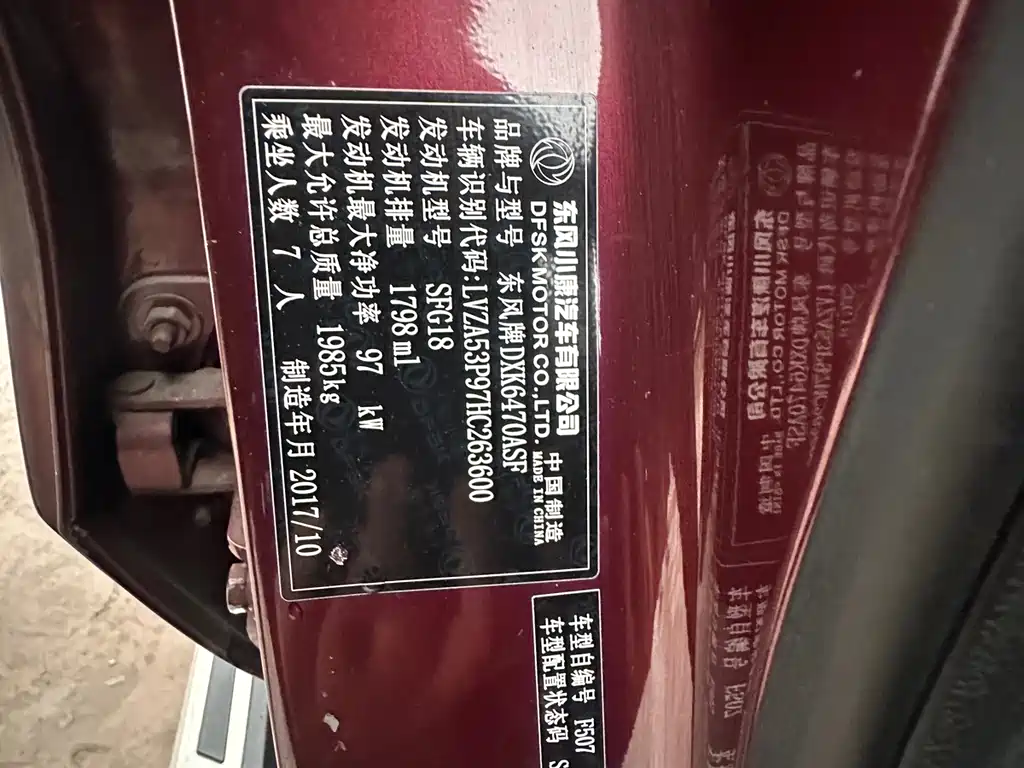 东风小康汽车有限公司 中国制造
DFSK MOTOR CO.,LTD. MADE IN CHINA
品牌与型号 东风牌DXK6470ASF
车辆识别代码:LVZA53P97HC263600
发动机型号 SFG18
发动机排量 1798ml
发动机最大净功率 97 kW
最大允许总质量 1985kg
乘坐人数 7 人 制造年月 2017/10
车型自编号 F507
车型配置状态码 S